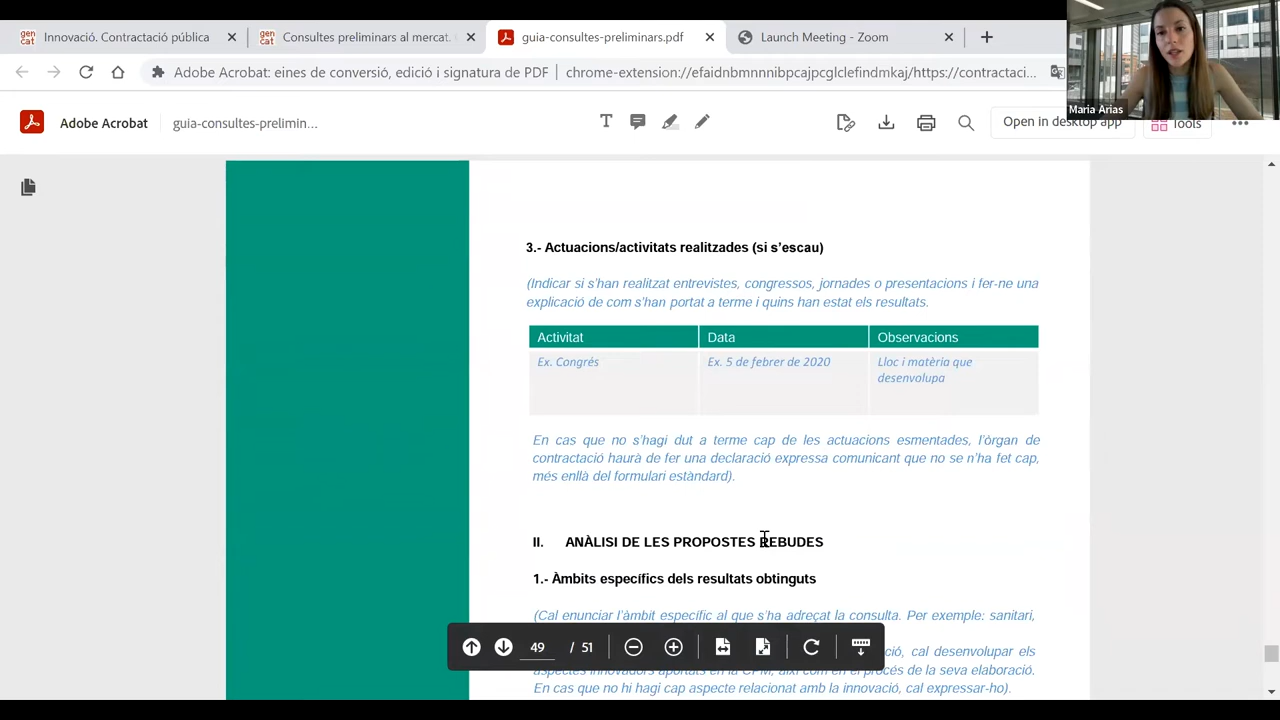 Innovació. Contractació pública
Consultes preliminars al mercat.
guia-consultes-preliminars.pdf
Launch Meeting - Zoom
Adobe Acrobat: eines de conversió, edició i signatura de PDF
chrome-extension://efaidnbmnnnibpcajpcglclefindmkaj/https://contractaci...
Maria Arias
Adobe Acrobat
guia-consultes-prelimin...
Open in desktop app
Tools
3.- Actuacions/activitats realitzades (si s'escau)
(Indicar si s'han realitzat entrevistes, congressos, jornades o presentacions i fer-ne una
explicació de com s'han portat a terme i quins han estat els resultats.
Activitat Data Observacions
Ex. Congrés Ex. 5 de febrer de 2020 Lloc i matèria que
desenvolupa
En cas que no s'hagi dut a terme cap de les actuacions esmentades, l'òrgan de
contractació haurà de fer una declaració expressa comunicant que no se n'ha fet cap,
més enllà del formulari estàndard).
II. ANÀLISI DE LES PROPOSTES REBUDES
1.- Àmbits específics dels resultats obtinguts
(Cal enunciar l'àmbit específic al que s'ha adreçat la consulta. Per exemple: sanitari,
49 / 51
cal desenvolupar els
aspectes innovadors aportats en la CPM, així com en el procés de la seva elaboració.
En cas que no hi hagi cap aspecte relacionat amb la innovació, cal expressar-ho).